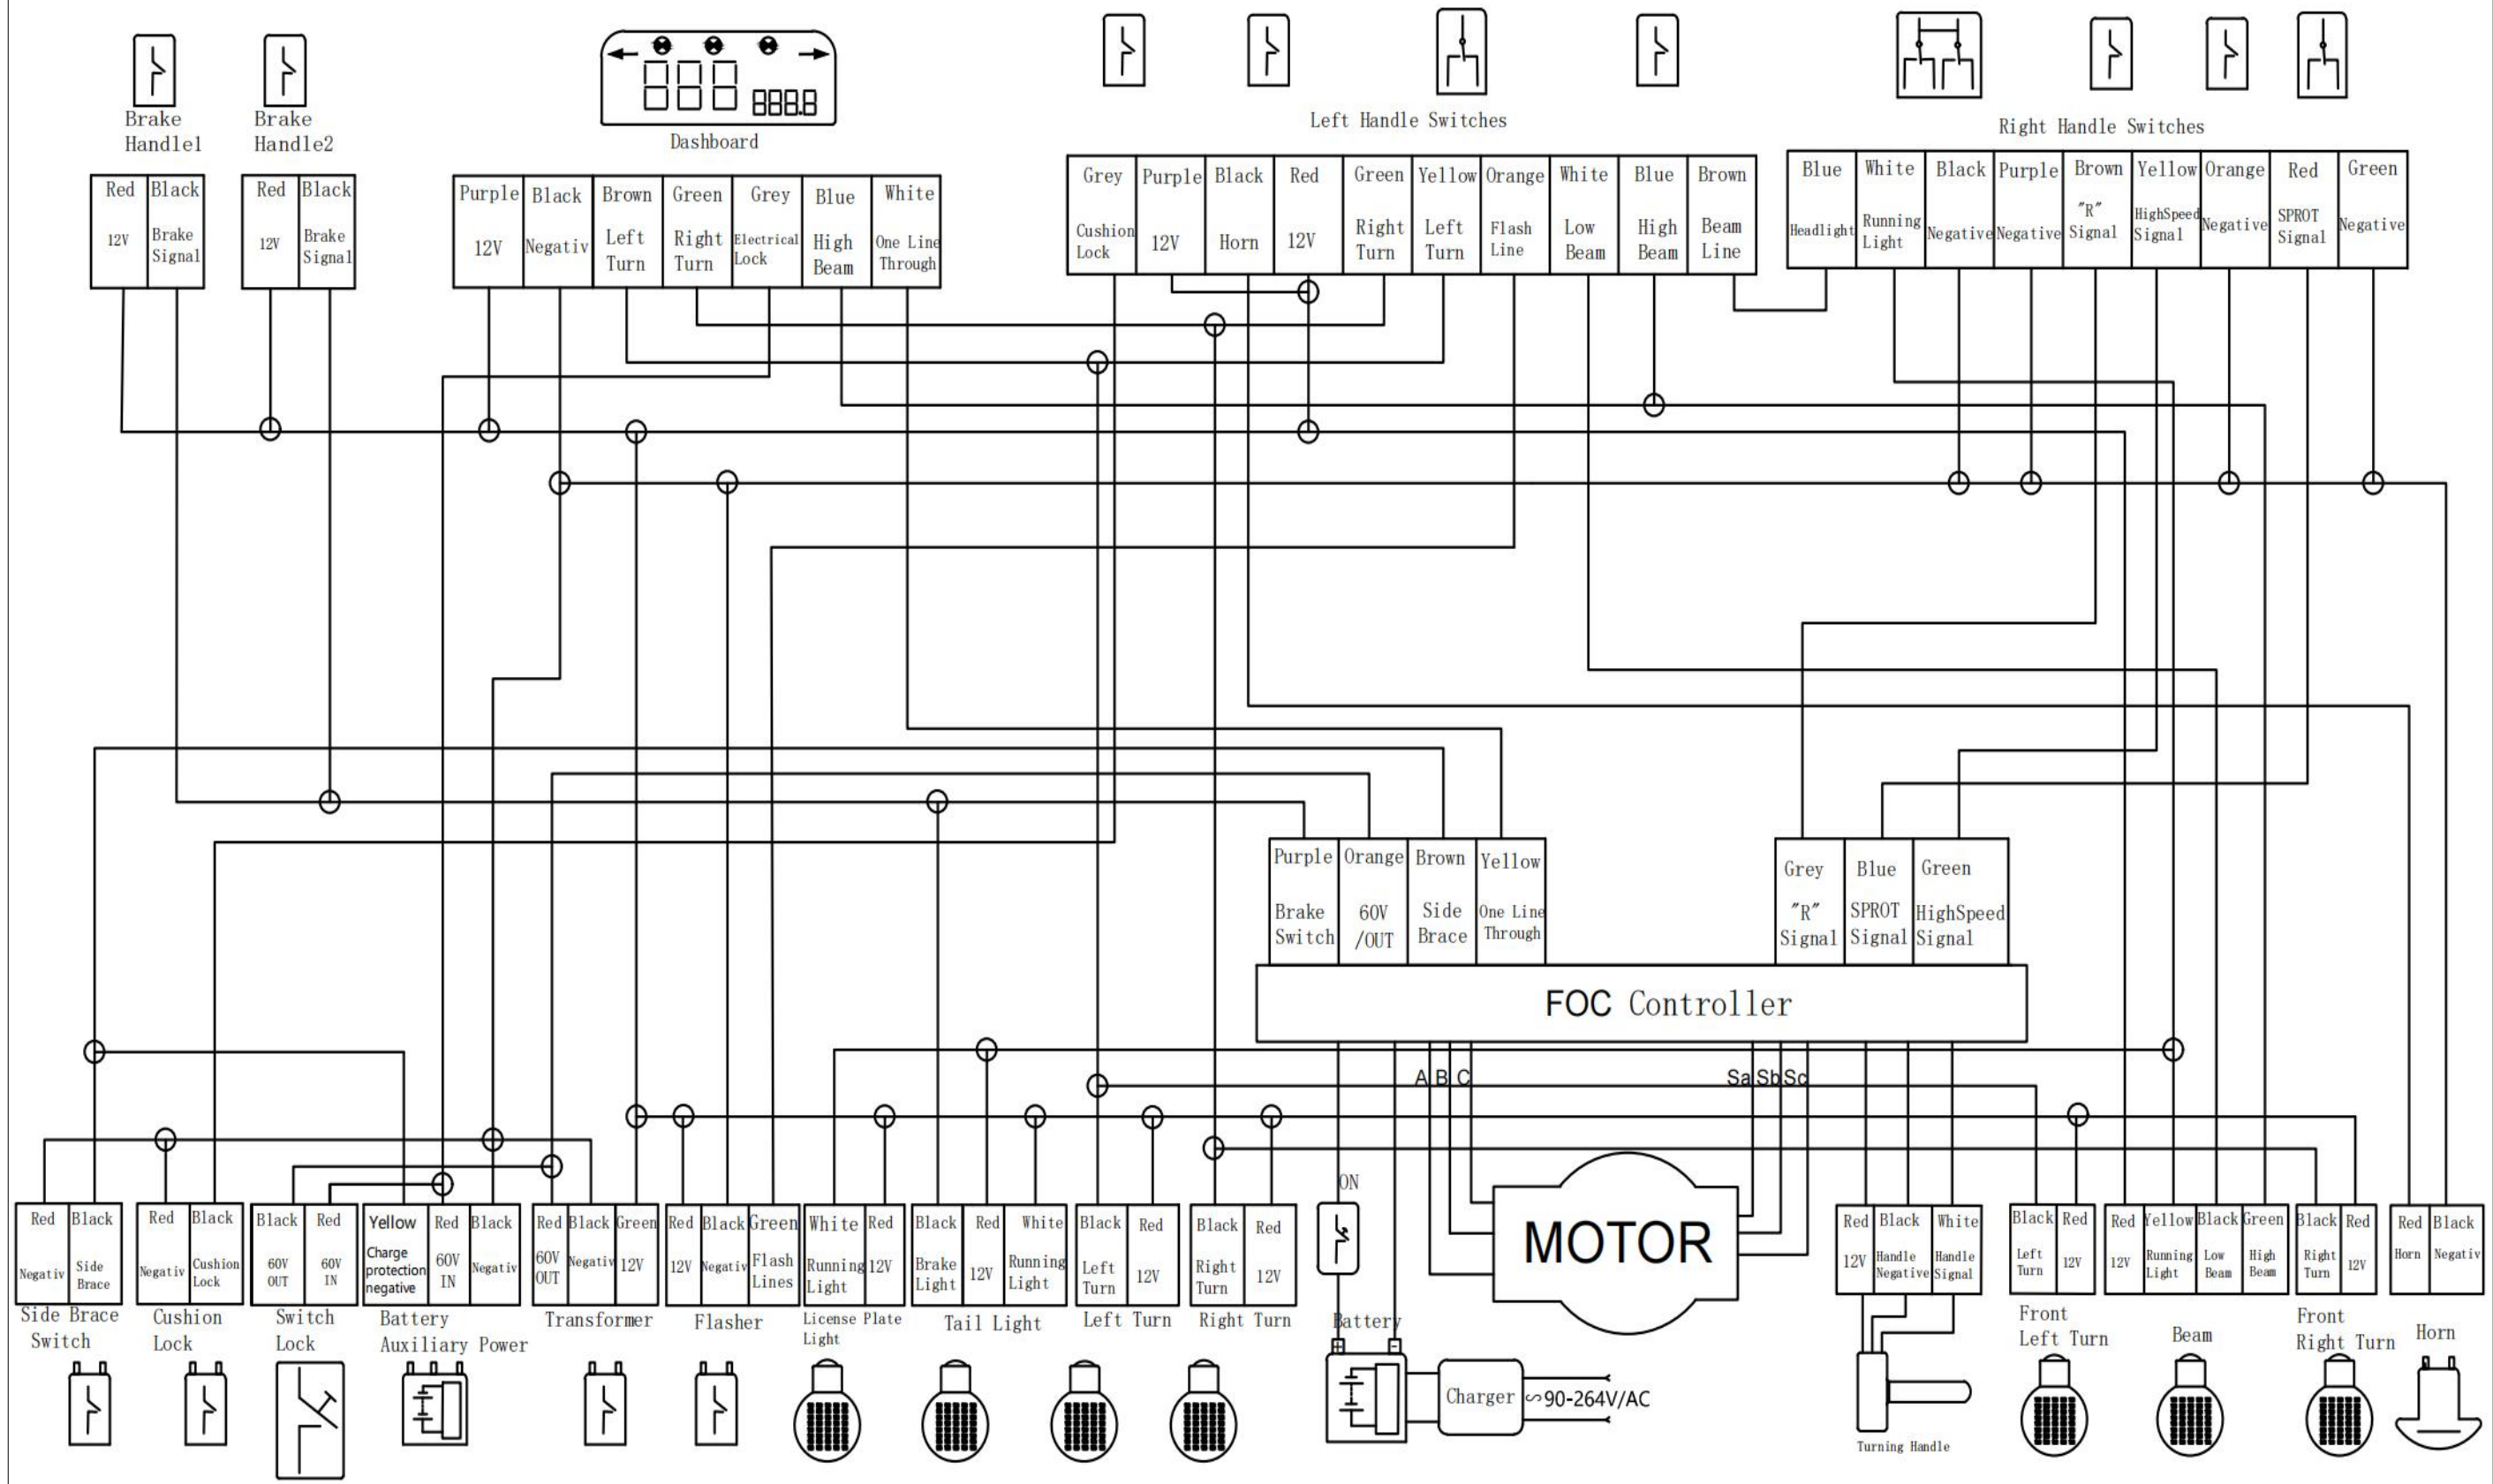 Brake
Handle1
Brake
Handle2
Dashboard
Left Handle Switches
Right Handle Switches
Red
12V
Black
Brake
Signal
Red
12V
Black
Brake
Signal
Purple
12V
Black
Negativ
Brown
Left
Turn
Green
Right
Turn
Grey
Electrical
Lock
Blue
High
Beam
White
One Line
Through
Grey
Cushion
Lock
Purple
12V
Black
Horn
Red
12V
Green
Right
Turn
Yellow
Left
Turn
Orange
Flash
Line
White
Low
Beam
Blue
High
Beam
Brown
Beam
Line
Blue
Headlight
White
Running
Light
Black
Negative
Purple
Negative
Brown
"R"
Signal
Yellow
HighSpeed
Signal
Orange
Negative
Red
SPROT
Signal
Green
Negative
Purple
Brake
Switch
Orange
60V
/OUT
Brown
Side
Brace
Yellow
One Line
Through
Grey
"R"
Signal
Blue
SPROT
Signal
Green
HighSpeed
Signal
FOC Controller
A B C
Sa Sb Sc
ON
MOTOR
Red
Negativ
Black
Side
Brace
Side Brace
Switch
Red
Negativ
Black
Cushion
Lock
Cushion
Lock
Black
60V
OUT
Red
60V
IN
Switch
Lock
Yellow
Charge
protection
negative
Red
60V
IN
Black
Negativ
Battery
Auxiliary Power
Red
60V
OUT
Black
Negativ
Green
12V
Transformer
Red
12V
Black
Negativ
Green
Flash
Lines
Flasher
White
Running
Light
Red
12V
License Plate
Light
Black
Brake
Light
Red
12V
White
Running
Light
Tail Light
Black
Left
Turn
Red
12V
Left Turn
Black
Right
Turn
Red
12V
Right Turn
Battery
+ -
Charger
∽90-264V/AC
Red
12V
Black
Handle
Negative
White
Handle
Signal
Turning Handle
Black
Left
Turn
Red
12V
Front
Left Turn
Red
12V
Yellow
Running
Light
Black
Low
Beam
Green
High
Beam
Beam
Black
Right
Turn
Red
12V
Front
Right Turn
Red
Horn
Black
Negativ
Horn